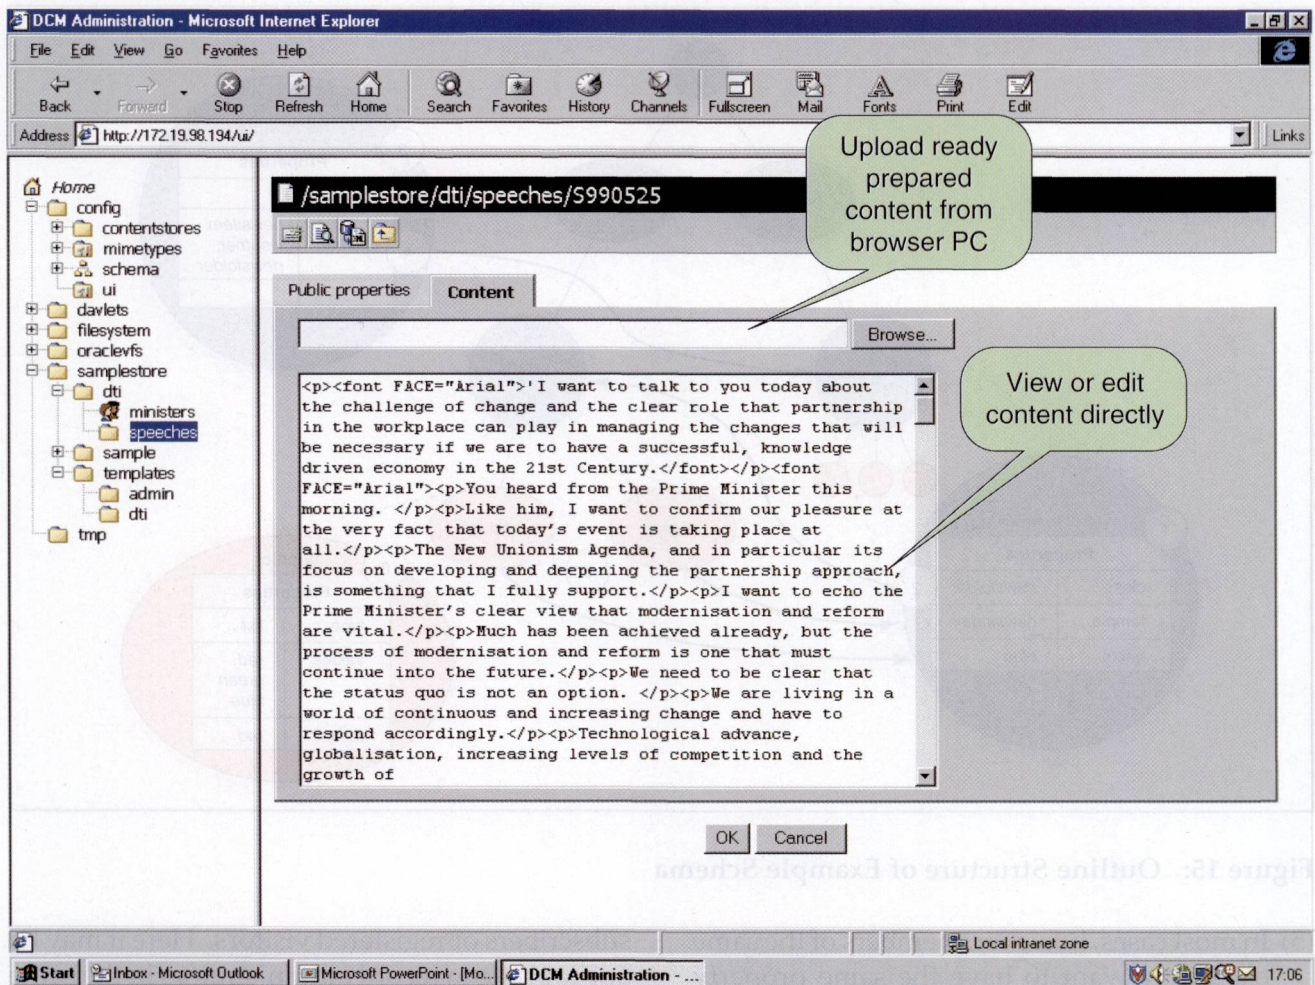 DCM Administration - Microsoft Internet Explorer
File Edit View Go Favorites Help
Back Forward Stop Refresh Home Search Favorites History Channels Fullscreen Mail Fonts Print Edit
Address http://172.19.98.194/ui/ Links
Upload ready
prepared
content from
browser PC
Home
config
contentstores
mimetypes
schema
ui
davlets
filesystem
oraclevfs
samplestore
dti
ministers
speeches
sample
templates
admin
dti
tmp
/samplestore/dti/speeches/S990525
Public properties Content
Browse...
View or edit
content directly
<p><font FACE="Arial">'I want to talk to you today about
the challenge of change and the clear role that partnership
in the workplace can play in managing the changes that will
be necessary if we are to have a successful, knowledge
driven economy in the 21st Century.</font></p><font
FACE="Arial"><p>You heard from the Prime Minister this
morning. </p><p>Like him, I want to confirm our pleasure at
the very fact that today's event is taking place at
all.</p><p>The New Unionism Agenda, and in particular its
focus on developing and deepening the partnership approach,
is something that I fully support.</p><p>I want to echo the
Prime Minister's clear view that modernisation and reform
are vital.</p><p>Much has been achieved already, but the
process of modernisation and reform is one that must
continue into the future.</p><p>We need to be clear that
the status quo is not an option. </p><p>We are living in a
world of continuous and increasing change and have to
respond accordingly.</p><p>Technological advance,
globalisation, increasing levels of competition and the
growth of
OK Cancel
Local intranet zone
Start Inbox - Microsoft Outlook Microsoft PowerPoint - [Mo... DCM Administration - ... 17:06